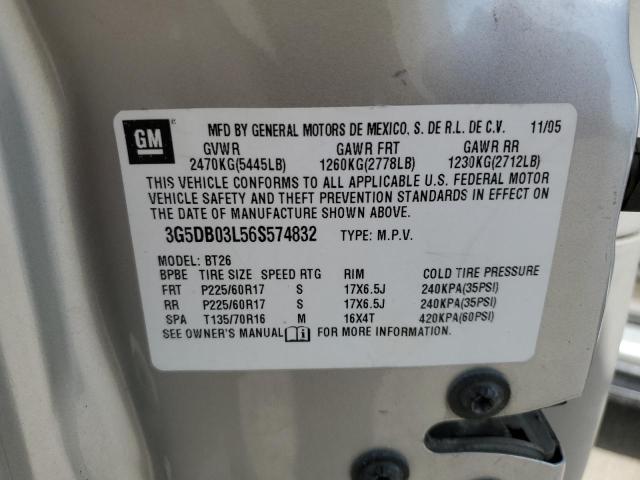 GM MFD BY GENERAL MOTORS DE MEXICO, S. DE R.L. DE C.V. 11/05
GVWR GAWR FRT GAWR RR
2470KG(5445LB) 1260KG(2778LB) 1230KG(2712LB)
THIS VEHICLE CONFORMS TO ALL APPLICABLE U.S. FEDERAL MOTOR
VEHICLE SAFETY AND THEFT PREVENTION STANDARDS IN EFFECT ON
THE DATE OF MANUFACTURE SHOWN ABOVE.
3G5DB03L56S574832 TYPE: M.P.V.
MODEL: BT26
BPBE TIRE SIZE SPEED RTG RIM COLD TIRE PRESSURE
FRT P225/60R17 S 17X6.5J 240KPA(35PSI)
RR P225/60R17 S 17X6.5J 240KPA(35PSI)
SPA T135/70R16 M 16X4T 420KPA(60PSI)
SEE OWNER'S MANUAL FOR MORE INFORMATION.